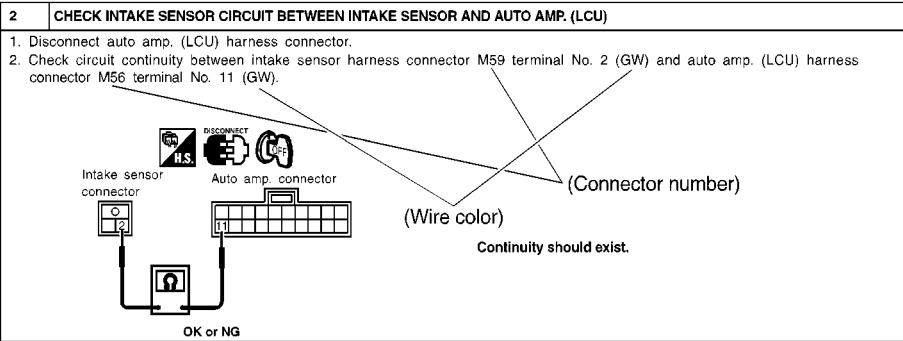 2 CHECK INTAKE SENSOR CIRCUIT BETWEEN INTAKE SENSOR AND AUTO AMP. (LCU)
1. Disconnect auto amp. (LCU) harness connector.
2. Check circuit continuity between intake sensor harness connector M59 terminal No. 2 (GW) and auto amp. (LCU) harness
connector M56 terminal No. 11 (GW).
DISCONNECT
H.S.
OFF
Intake sensor
connector
Auto amp. connector
(Connector number)
2
11
(Wire color)
Continuity should exist.
Ω
OK or NG